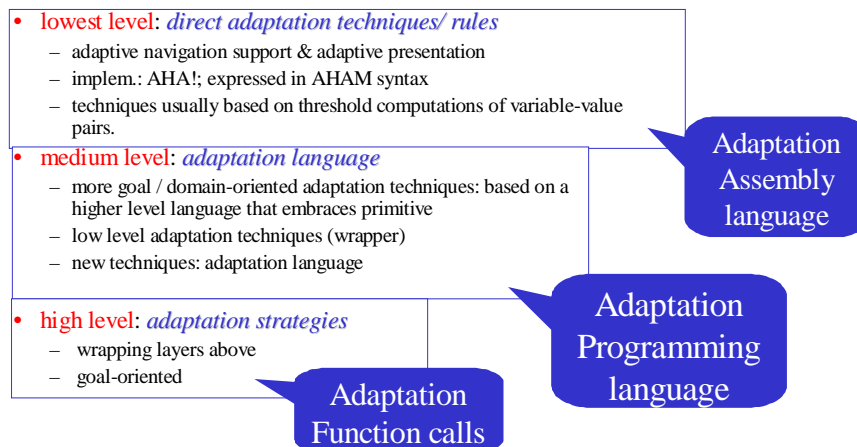 • lowest level: direct adaptation techniques/ rules
– adaptive navigation support & adaptive presentation
– implem.: AHA!; expressed in AHAM syntax
– techniques usually based on threshold computations of variable-value
pairs.
Adaptation
Assembly
language
• medium level: adaptation language
– more goal / domain-oriented adaptation techniques: based on a
higher level language that embraces primitive
– low level adaptation techniques (wrapper)
– new techniques: adaptation language
Adaptation
Programming
language
• high level: adaptation strategies
– wrapping layers above
– goal-oriented
Adaptation
Function calls